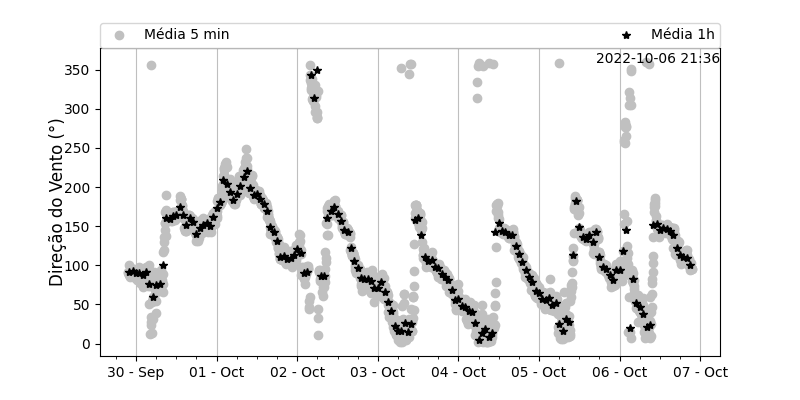 Média 5 min
Média 1h
2022-10-06 21:36
Direção do Vento (°)
350
300
250
200
150
100
50
0
30 - Sep
01 - Oct
02 - Oct
03 - Oct
04 - Oct
05 - Oct
06 - Oct
07 - Oct